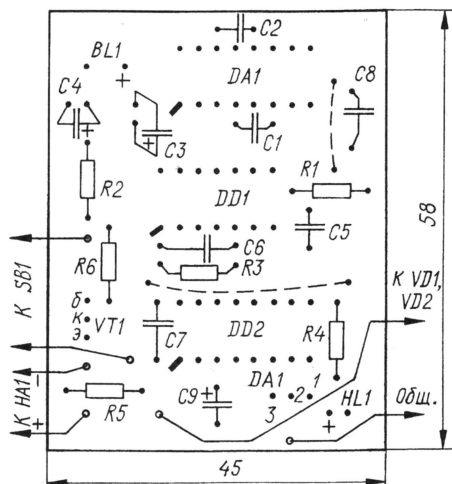 C2
BL1
+
DA1
C8
C4
+
C3
+
C1
R2
DD1
R1
58
C6
C5
R6
R3
К SB1
К VD1,
VD2
б
к
э
VT1
C7
DD2
R4
DA1
1
2
3
К HA1
−
+
R5
C9
+
HL1
+
Общ.
45